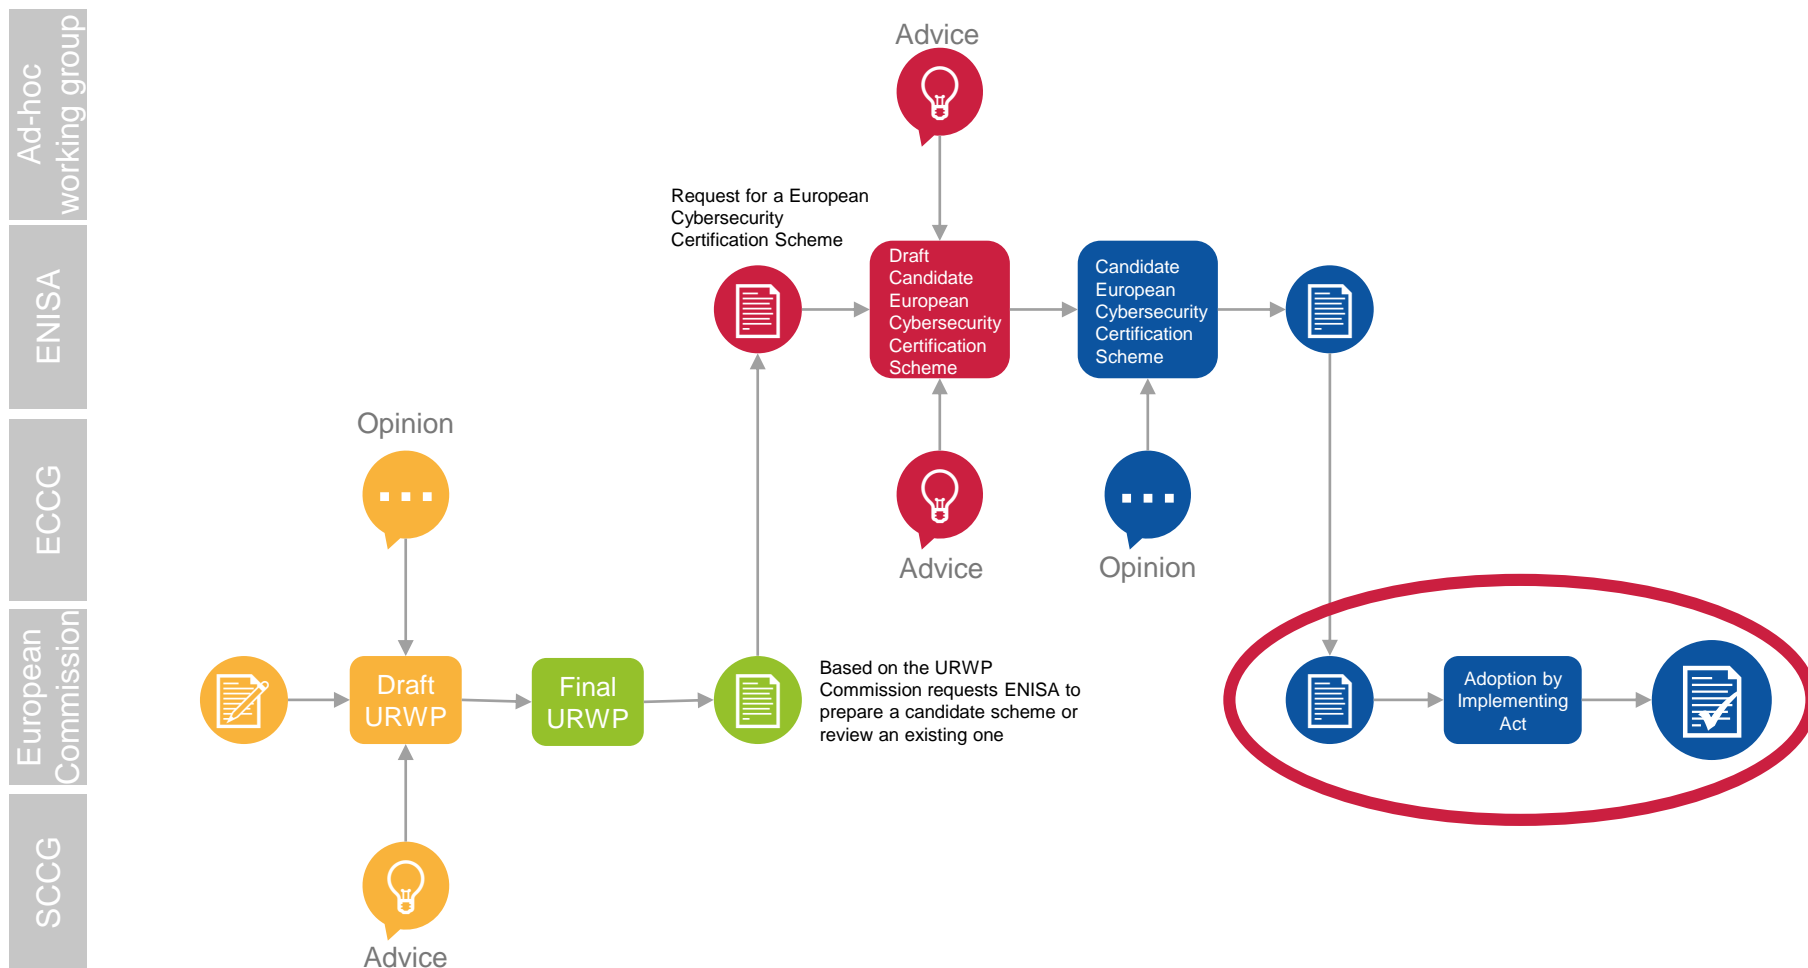 Ad-hoc
working group
ENISA
ECCG
European
Commission
SCCG
Advice
Request for a European
Cybersecurity
Certification Scheme
Draft
Candidate
European
Cybersecurity
Certification
Scheme
Candidate
European
Cybersecurity
Certification
Scheme
Opinion
Advice
Opinion
Draft
URWP
Final
URWP
Based on the URWP
Commission requests ENISA to
prepare a candidate scheme or
review an existing one
Adoption by
Implementing
Act
Advice